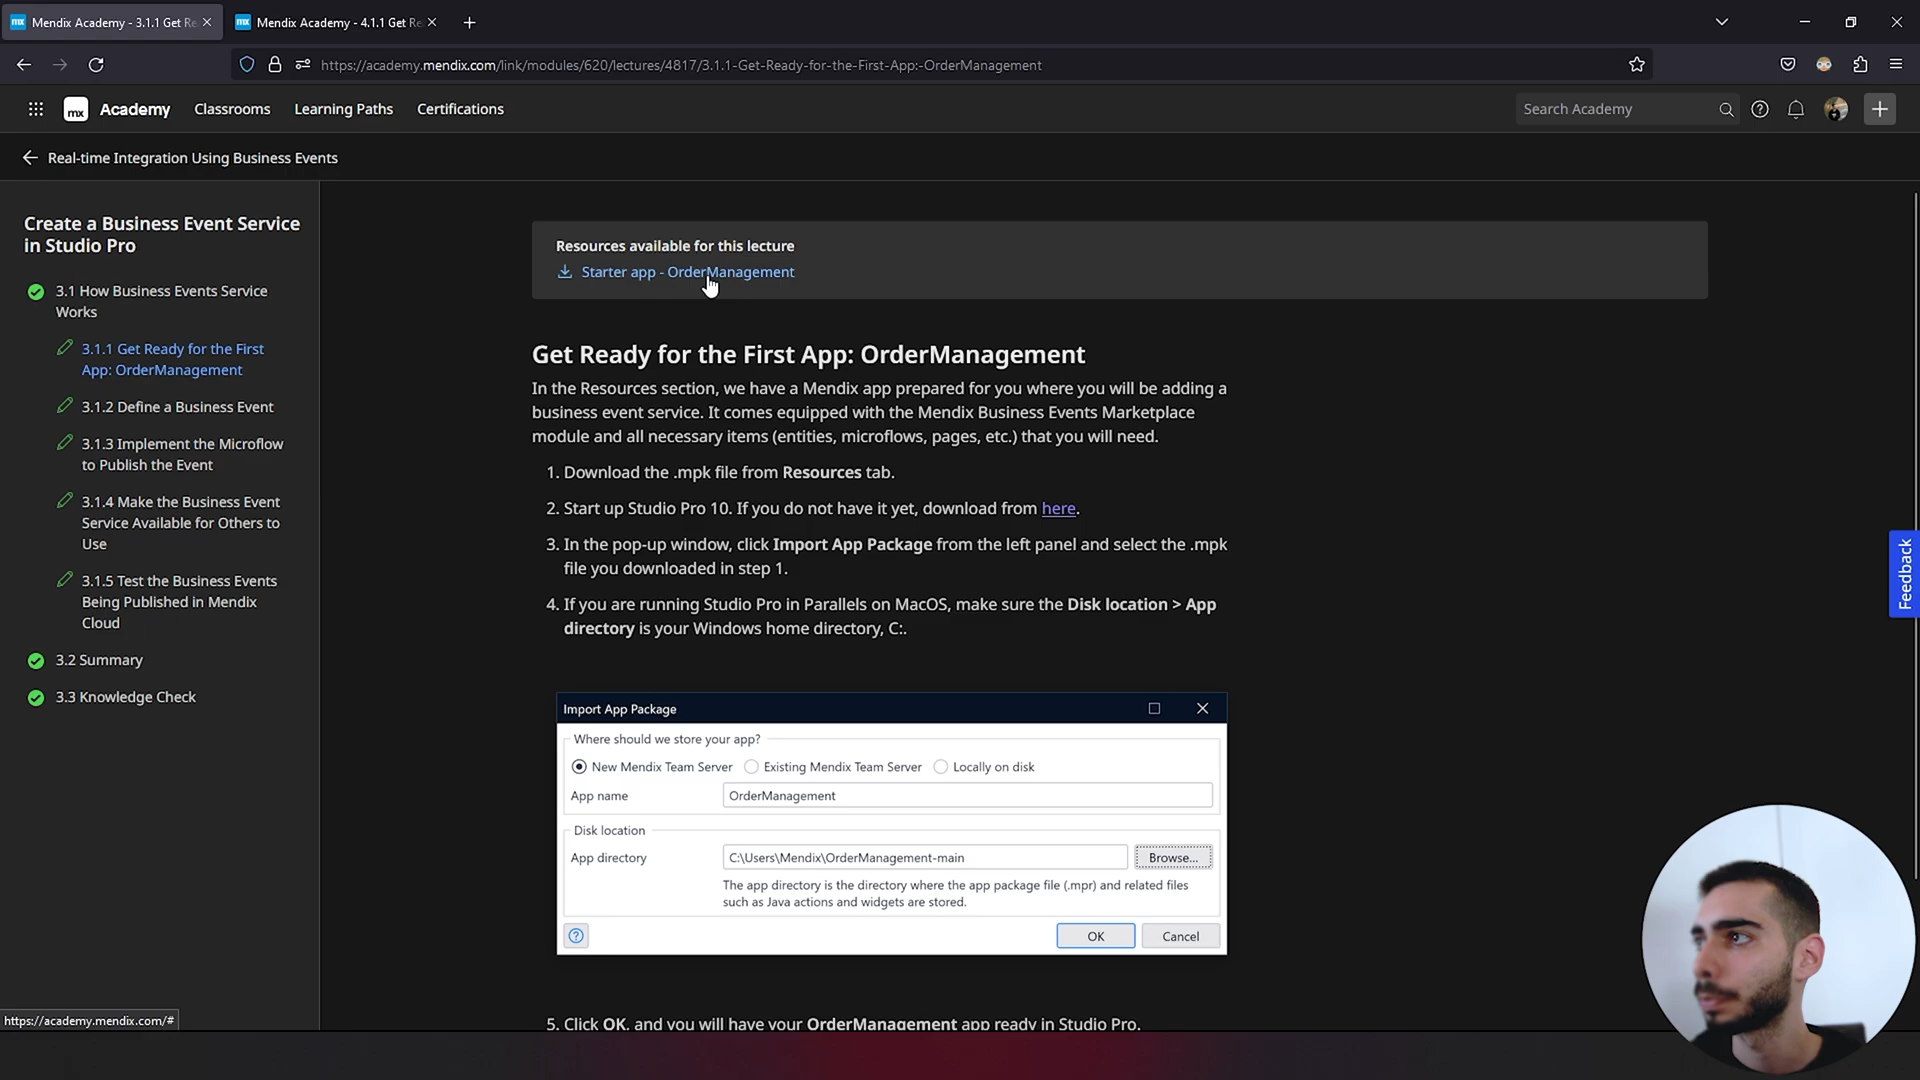 mx Mendix Academy - 3.1.1 Get Re
mx Mendix Academy - 4.1.1 Get Re
https://academy.mendix.com/link/modules/620/lectures/4817/3.1.1-Get-Ready-for-the-First-App:-OrderManagement
mx Academy Classrooms Learning Paths Certifications Search Academy
Real-time Integration Using Business Events
Create a Business Event Service
in Studio Pro
3.1 How Business Events Service
Works
3.1.1 Get Ready for the First
App: OrderManagement
3.1.2 Define a Business Event
3.1.3 Implement the Microflow
to Publish the Event
3.1.4 Make the Business Event
Service Available for Others to
Use
3.1.5 Test the Business Events
Being Published in Mendix
Cloud
3.2 Summary
3.3 Knowledge Check
https://academy.mendix.com/#
Resources available for this lecture
Starter app - OrderManagement
Get Ready for the First App: OrderManagement
In the Resources section, we have a Mendix app prepared for you where you will be adding a
business event service. It comes equipped with the Mendix Business Events Marketplace
module and all necessary items (entities, microflows, pages, etc.) that you will need.
1. Download the .mpk file from Resources tab.
2. Start up Studio Pro 10. If you do not have it yet, download from here.
3. In the pop-up window, click Import App Package from the left panel and select the .mpk
file you downloaded in step 1.
4. If you are running Studio Pro in Parallels on MacOS, make sure the Disk location > App
directory is your Windows home directory, C:.
Import App Package
Where should we store your app?
New Mendix Team Server Existing Mendix Team Server Locally on disk
App name OrderManagement
Disk location
App directory C:\Users\Mendix\OrderManagement-main Browse...
The app directory is the directory where the app package file (.mpr) and related files
such as Java actions and widgets are stored.
OK Cancel
5. Click OK, and you will have your OrderManagement app ready in Studio Pro.
Feedback